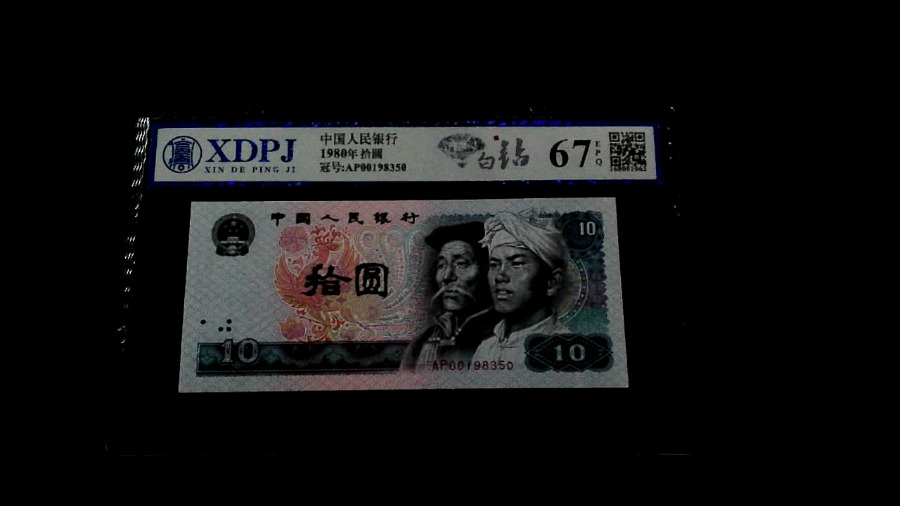 XDPJ
XIN DE PING JI
中国人民银行
1980年拾圓
冠号:AP00198350
白钻
67
EPQ
中国人民银行
10
拾圆
10
10
AP00198350